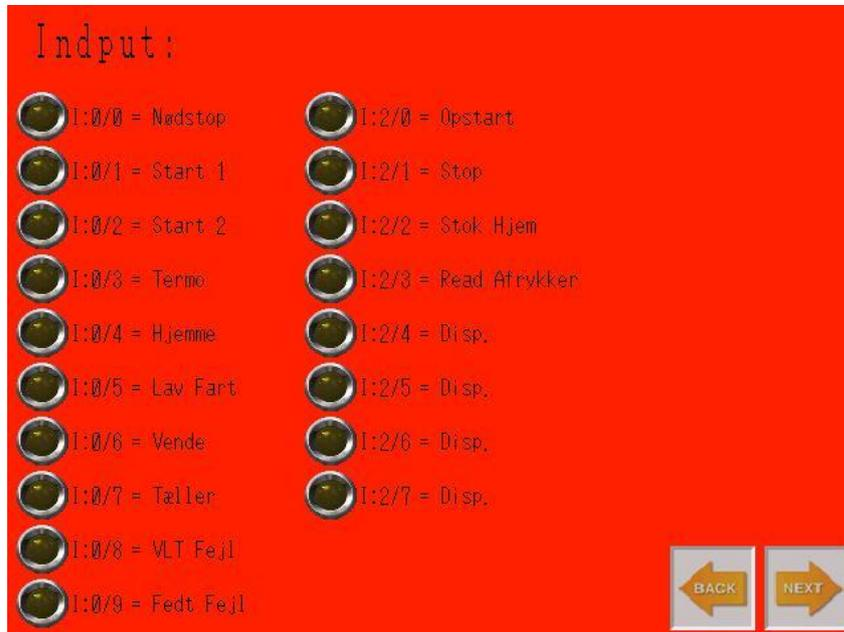 Indput:
I:0/0 = Nødstop
I:0/1 = Start 1
I:0/2 = Start 2
I:0/3 = Termo
I:0/4 = Hjemme
I:0/5 = Lav Fart
I:0/6 = Vende
I:0/7 = Tæller
I:0/8 = VLT Fejl
I:0/9 = Fedt Fejl
I:2/0 = Opstart
I:2/1 = Stop
I:2/2 = Stok Hjem
I:2/3 = Read Afrykker
I:2/4 = Disp.
I:2/5 = Disp.
I:2/6 = Disp.
I:2/7 = Disp.
BACK
NEXT